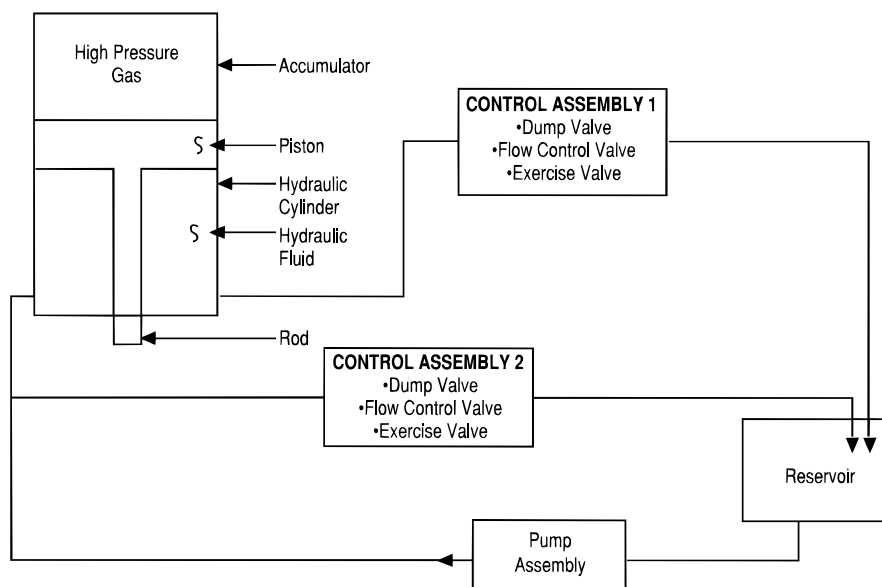 High Pressure
Gas
Accumulator
Piston
Hydraulic
Cylinder
Hydraulic
Fluid
Rod
CONTROL ASSEMBLY 1
•Dump Valve
•Flow Control Valve
•Exercise Valve
CONTROL ASSEMBLY 2
•Dump Valve
•Flow Control Valve
•Exercise Valve
Reservoir
Pump
Assembly